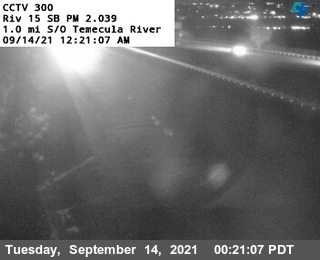 CCTV 300
Riv 15 SB PM 2.039
1.0 mi S/O Temecula River
09/14/21 12:21:07 AM
Tuesday, September 14, 2021 00:21:07 PDT